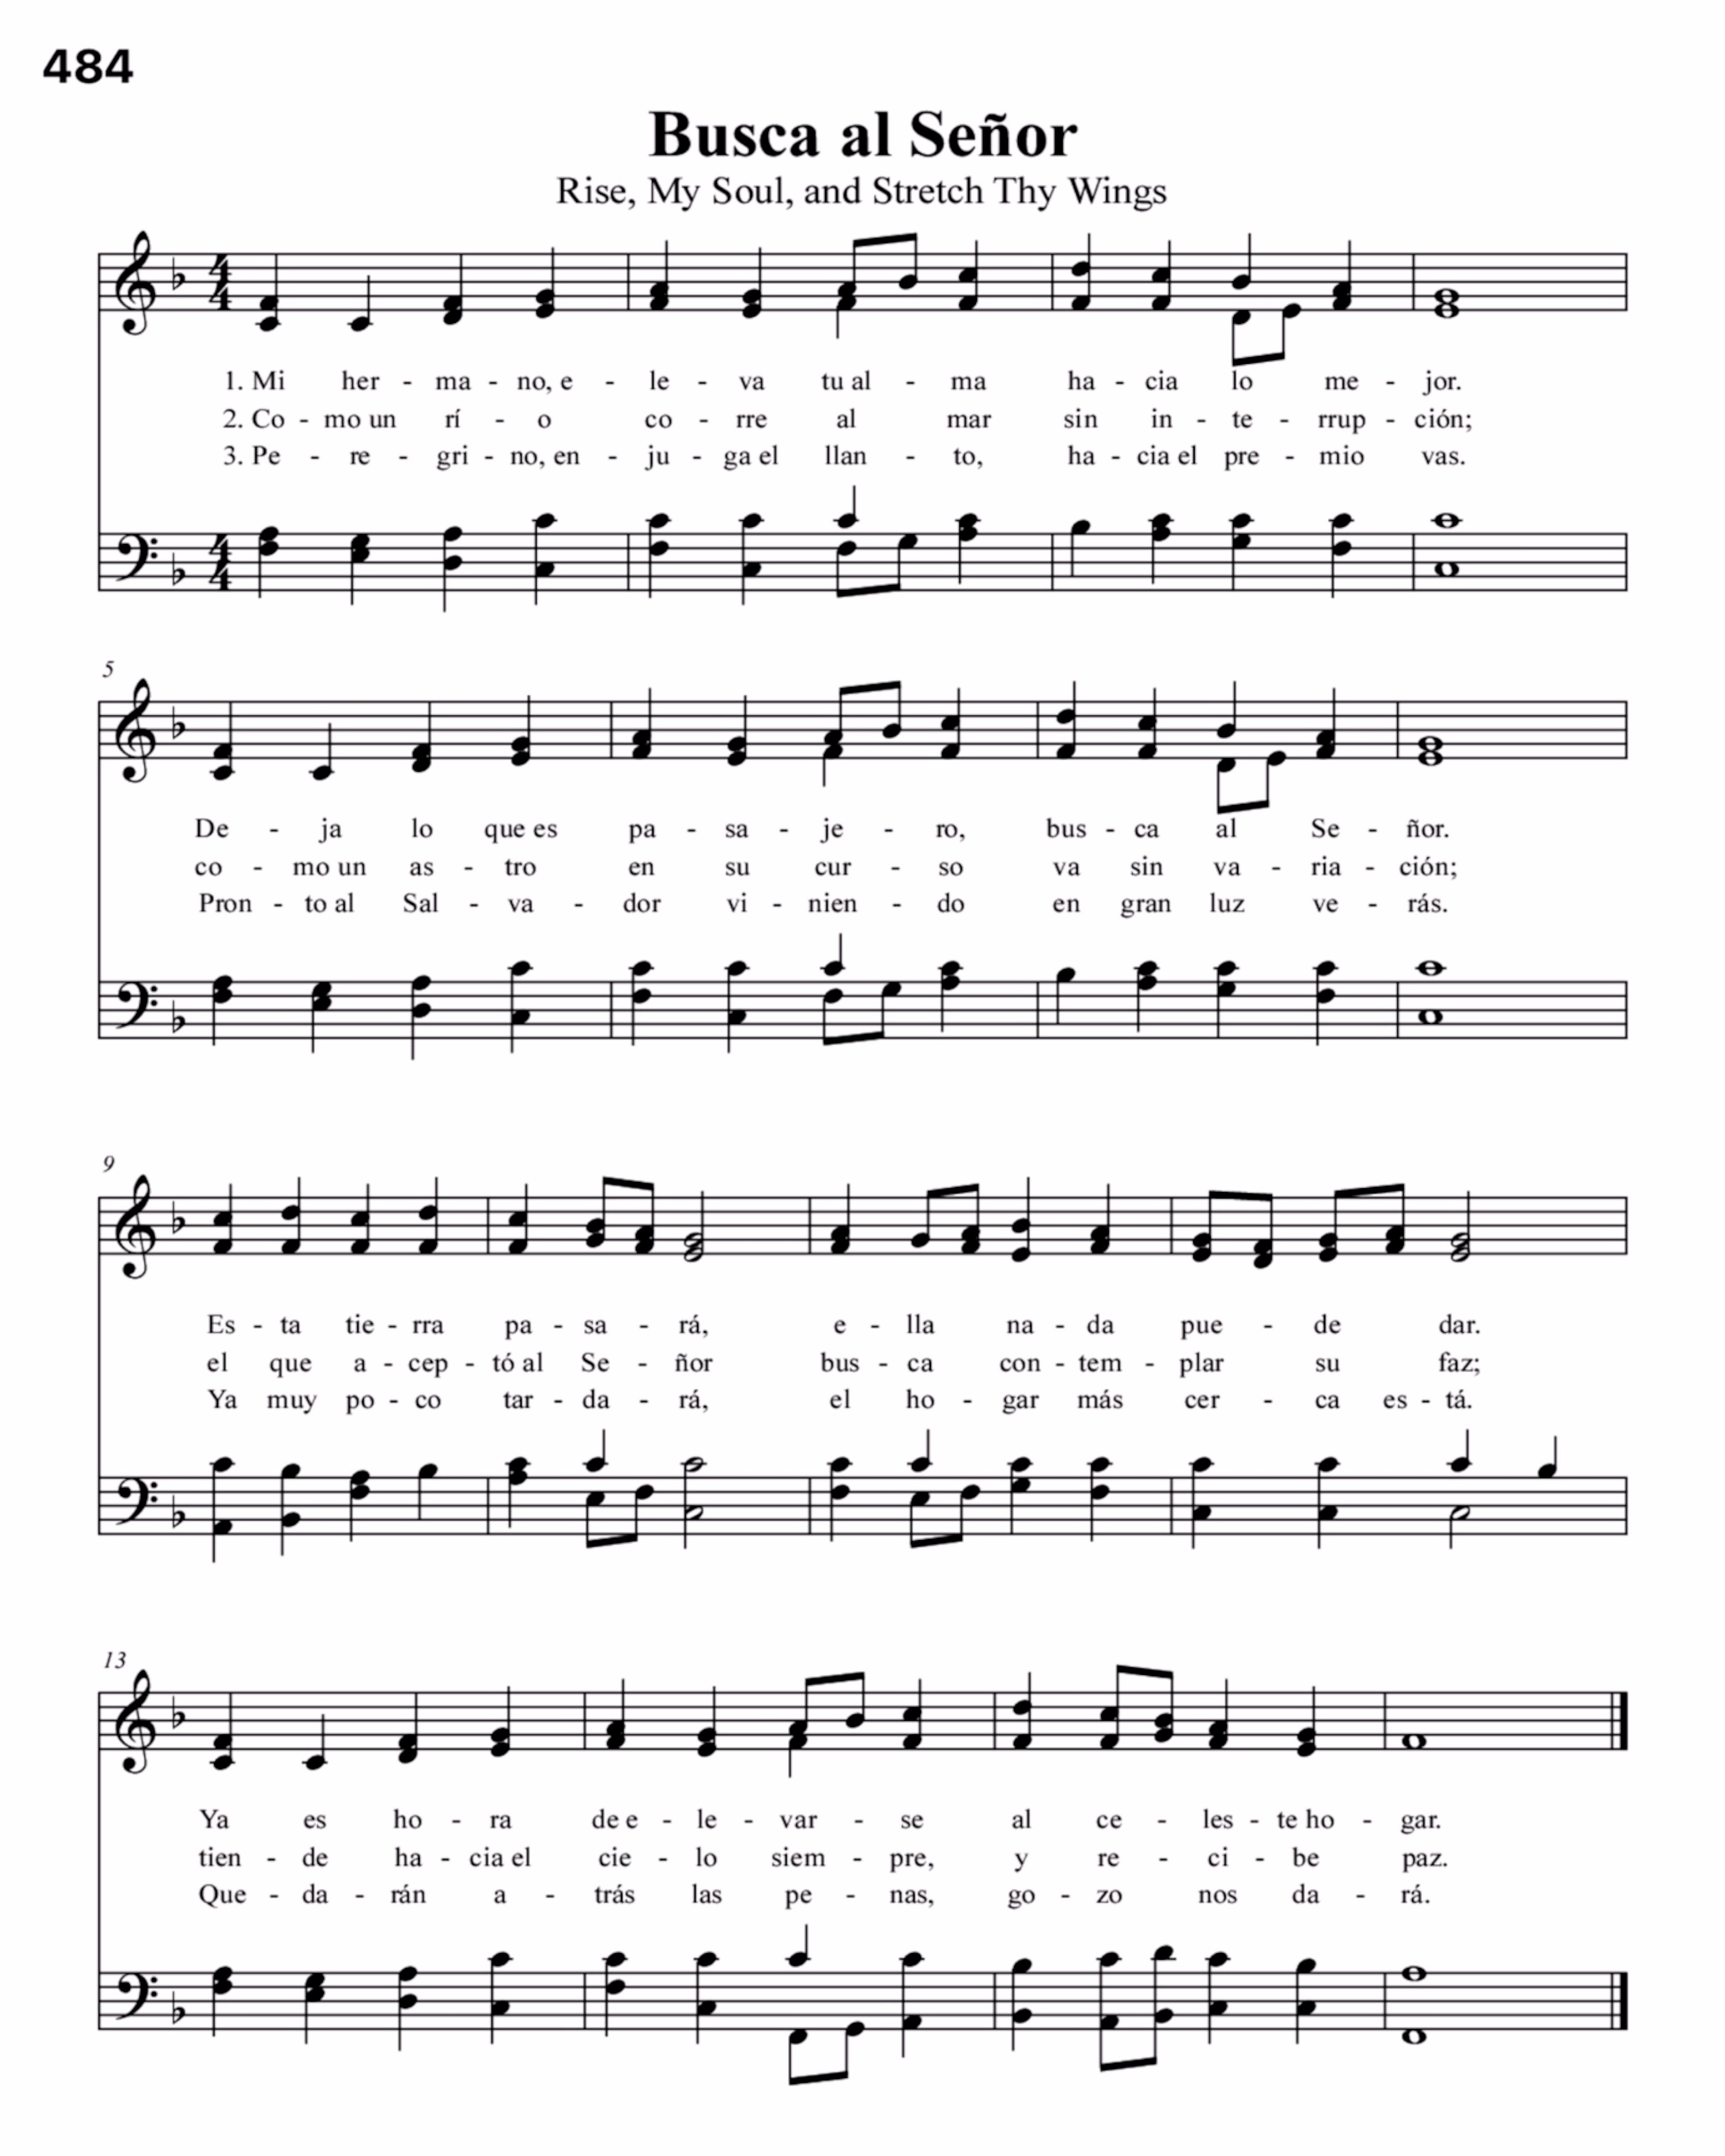 484
Busca al Señor
Rise, My Soul, and Stretch Thy Wings
1. Mi her - ma - no, e - le - va tu al - ma ha - cia lo me - jor.
2. Co - mo un rí - o co - rre al mar sin in - te - rrup - ción;
3. Pe - re - gri - no, en - ju - ga el llan - to, ha - cia el pre - mio vas.
5
De - ja lo que es pa - sa - je - ro, bus - ca al Se - ñor.
co - mo un as - tro en su cur - so va sin va - ria - ción;
Pron - to al Sal - va - dor vi - nien - do en gran luz ve - rás.
9
Es - ta tie - rra pa - sa - rá, e - lla na - da pue - de dar.
el que a - cep - tó al Se - ñor bus - ca con - tem - plar su faz;
Ya muy po - co tar - da - rá, el ho - gar más cer - ca es - tá.
13
Ya es ho - ra de e - le - var - se al ce - les - te ho - gar.
tien - de ha - cia el cie - lo siem - pre, y re - ci - be paz.
Que - da - rán a - trás las pe - nas, go - zo nos da - rá.